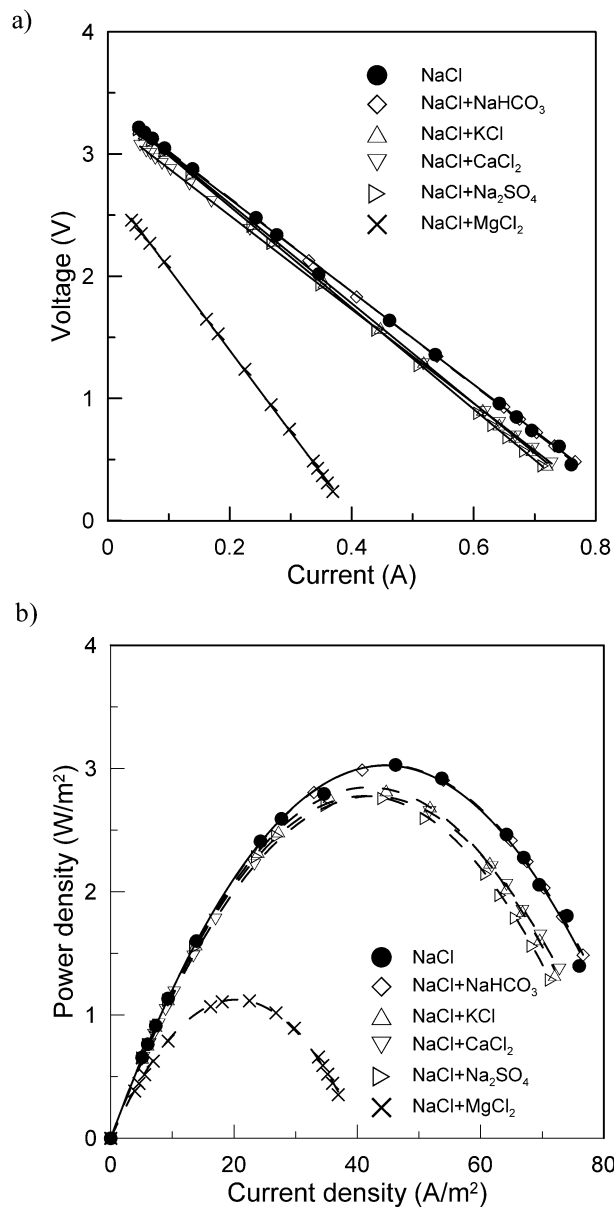 a)
4
3
2
1
0
Voltage (V)
NaCl
NaCl+NaHCO₃
NaCl+KCl
NaCl+CaCl₂
NaCl+Na₂SO₄
NaCl+MgCl₂
0 0.2 0.4 0.6 0.8
Current (A)
b)
4
3
2
1
0
Power density (W/m²)
NaCl
NaCl+NaHCO₃
NaCl+KCl
NaCl+CaCl₂
NaCl+Na₂SO₄
NaCl+MgCl₂
0 20 40 60 80
Current density (A/m²)